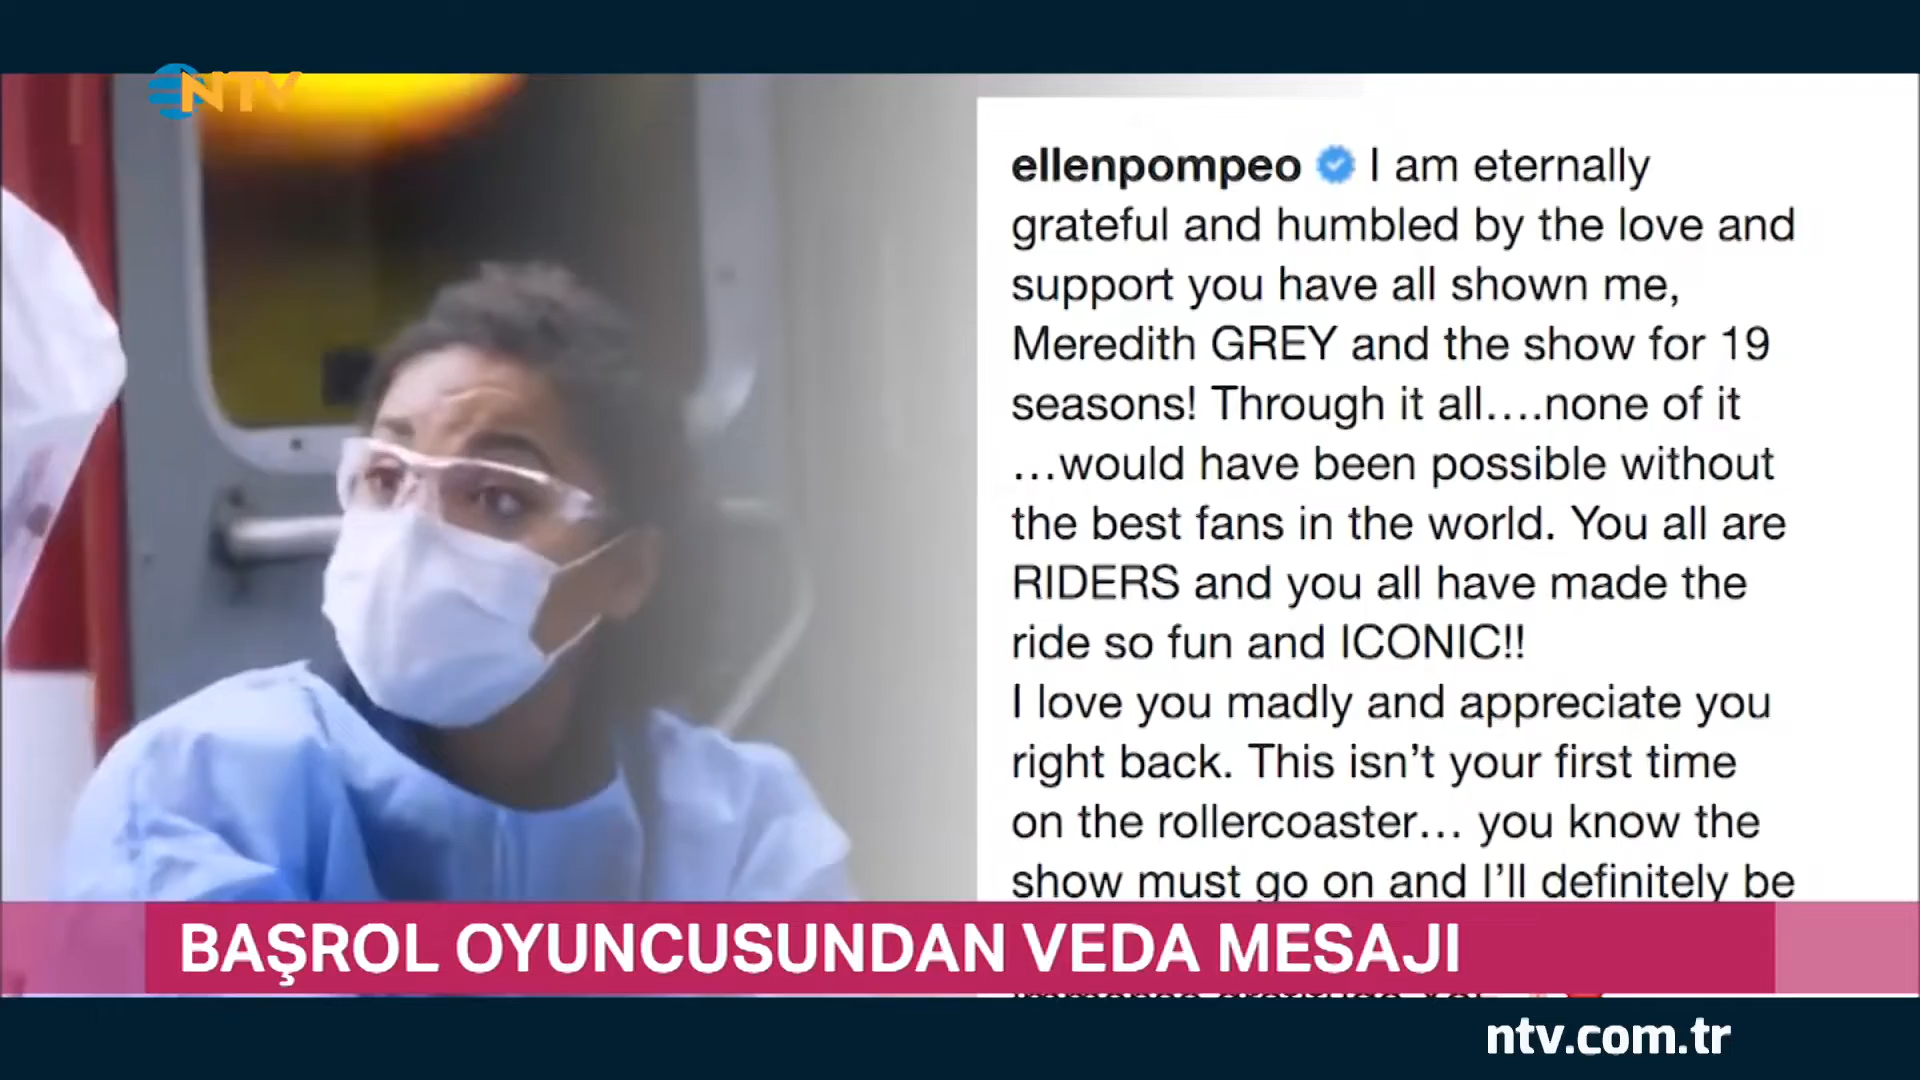 NTV
ellenpompeo I am eternally
grateful and humbled by the love and
support you have all shown me,
Meredith GREY and the show for 19
seasons! Through it all....none of it
...would have been possible without
the best fans in the world. You all are
RIDERS and you all have made the
ride so fun and ICONIC!!
I love you madly and appreciate you
right back. This isn’t your first time
on the rollercoaster... you know the
show must go on and I’ll definitely be
BAŞROL OYUNCUSUNDAN VEDA MESAJI
ntv.com.tr